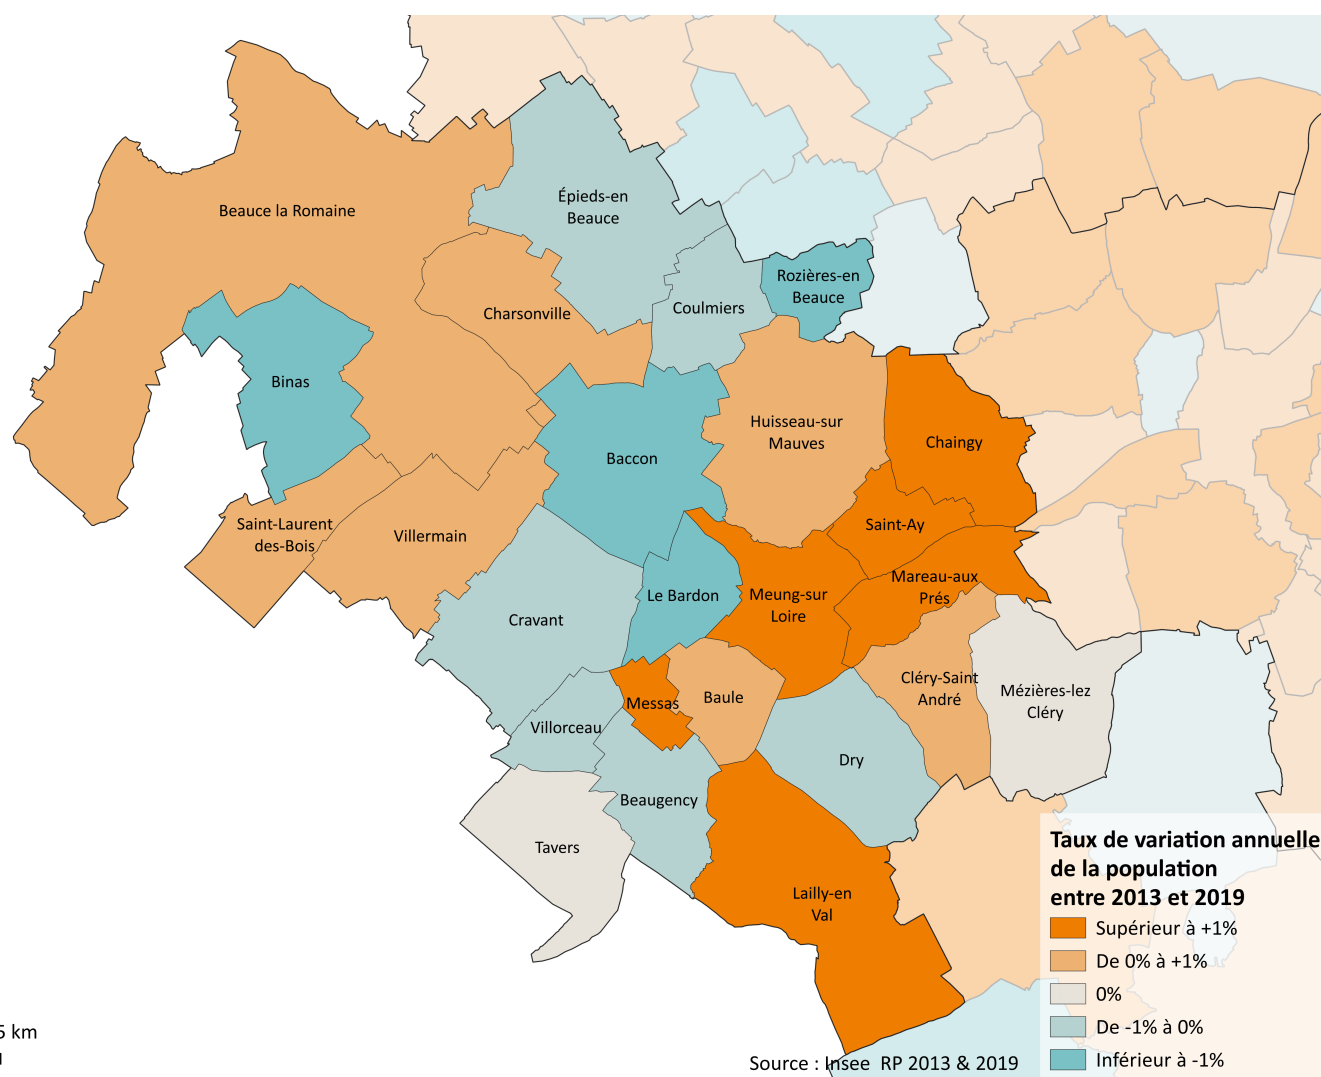 Épieds-en
Beauce
Beauce la Romaine
Rozières-en
Beauce
Coulmiers
Charsonville
Binas
Huisseau-sur
Mauves
Chaingy
Baccon
Saint-Laurent
des-Bois
Villermain
Saint-Ay
Mareau-aux
Prés
Le Bardon
Meung-sur
Loire
Cravant
Cléry-Saint
André
Mézières-lez
Cléry
Messas
Baule
Villorceau
Dry
Beaugency
Tavers
Lailly-en
Val
Taux de variation annuelle
de la population
entre 2013 et 2019
Supérieur à +1%
De 0% à +1%
0%
De -1% à 0%
Inférieur à -1%
5 km
Source : Insee RP 2013 & 2019